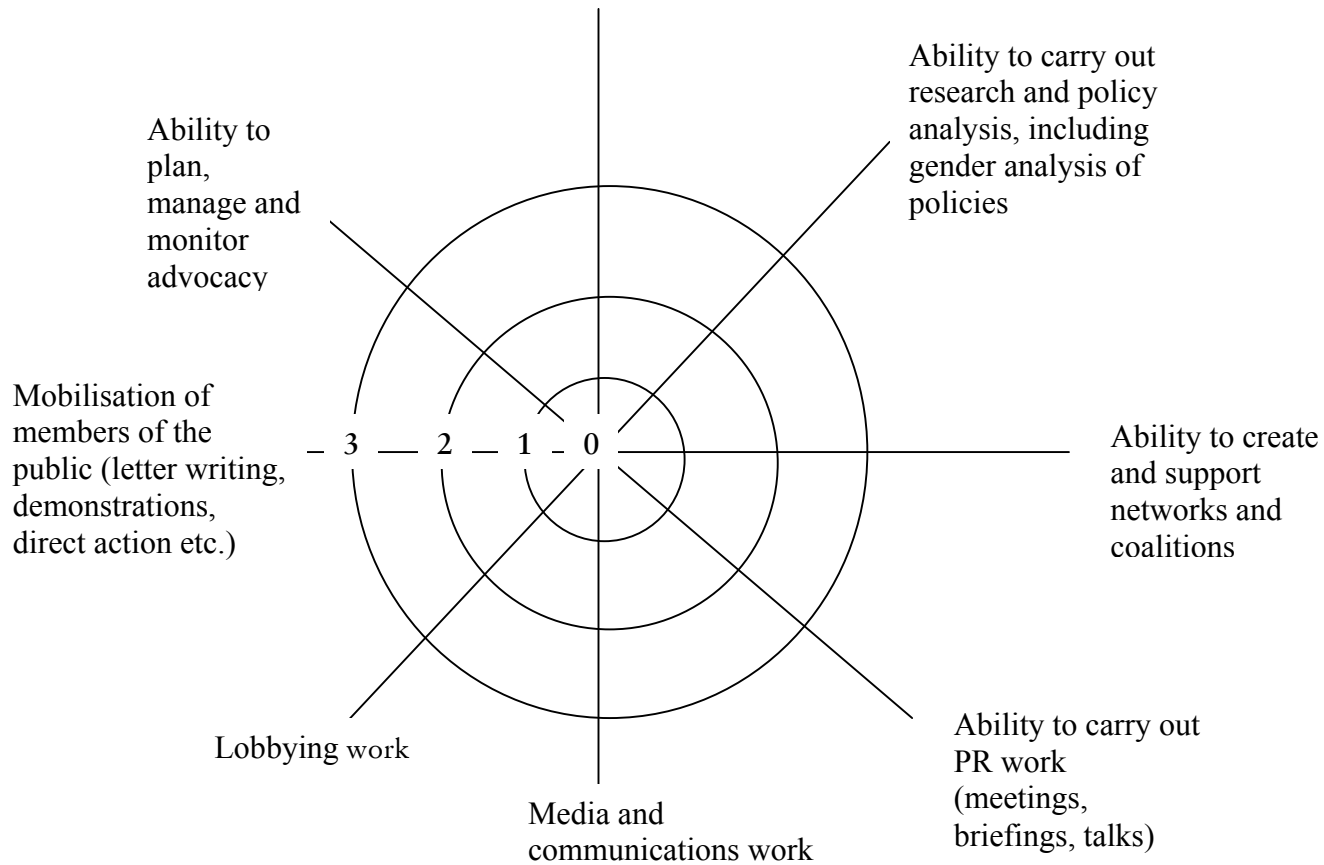 Ability to carry out
research and policy
analysis, including
gender analysis of
policies
Ability to
plan,
manage and
monitor
advocacy
Mobilisation of
members of the
public (letter writing,
demonstrations,
direct action etc.)
3 2 1 0
Ability to create
and support
networks and
coalitions
Lobbying work
Ability to carry out
PR work
(meetings,
briefings, talks)
Media and
communications work